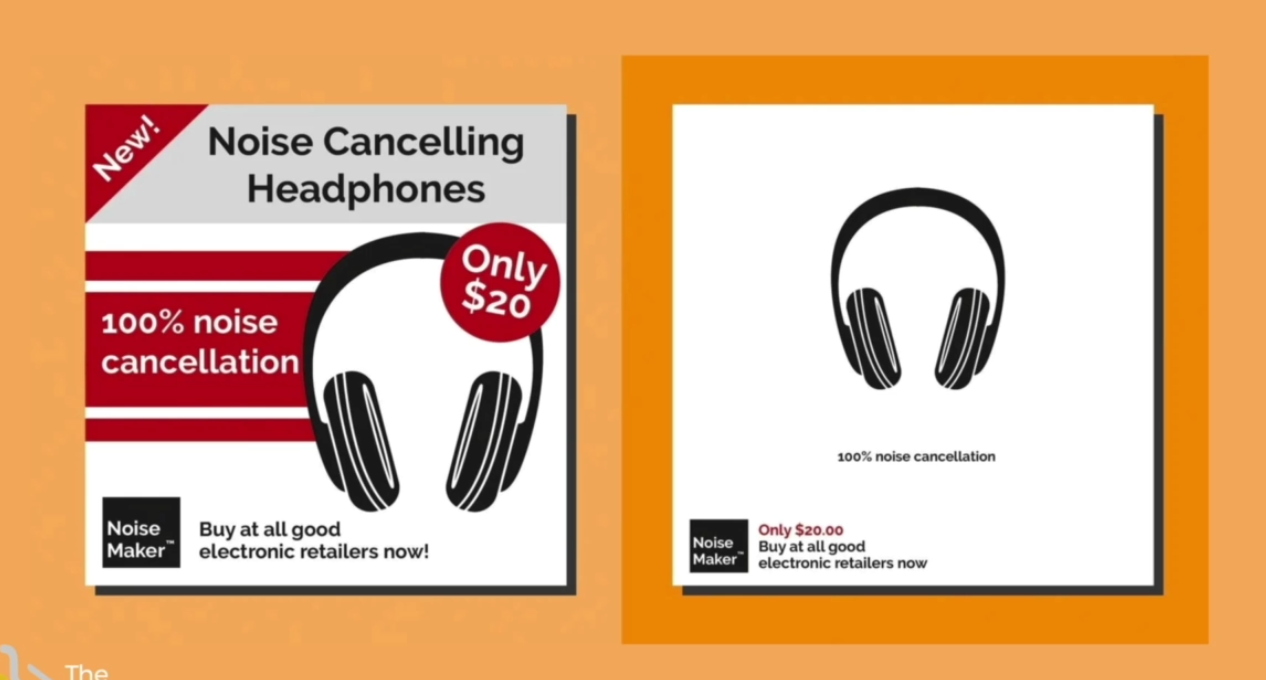 New!
Noise Cancelling
Headphones
Only
$20
100% noise
cancellation
Noise
Maker™
Buy at all good
electronic retailers now!
100% noise cancellation
Noise
Maker™
Only $20.00
Buy at all good
electronic retailers now
The